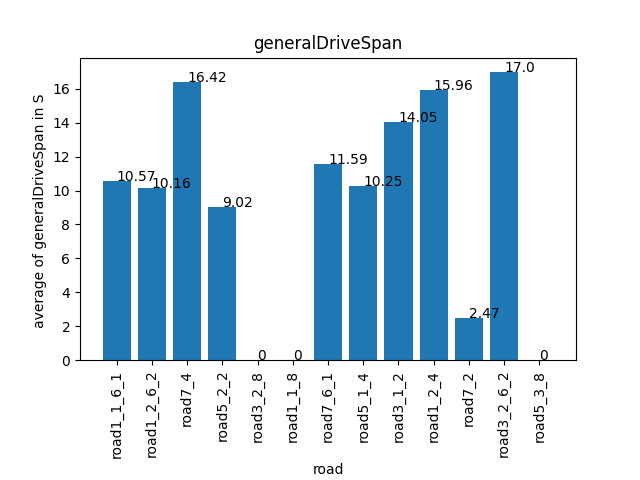 generalDriveSpan
average of generalDriveSpan in S
16
14
12
10
8
6
4
2
0
10.57
10.16
16.42
9.02
0
0
11.59
10.25
14.05
15.96
2.47
17.0
0
road1_1_6_1
road1_2_6_2
road7_4
road5_2_2
road3_2_8
road1_1_8
road7_6_1
road5_1_4
road3_1_2
road1_2_4
road7_2
road3_2_6_2
road5_3_8
road